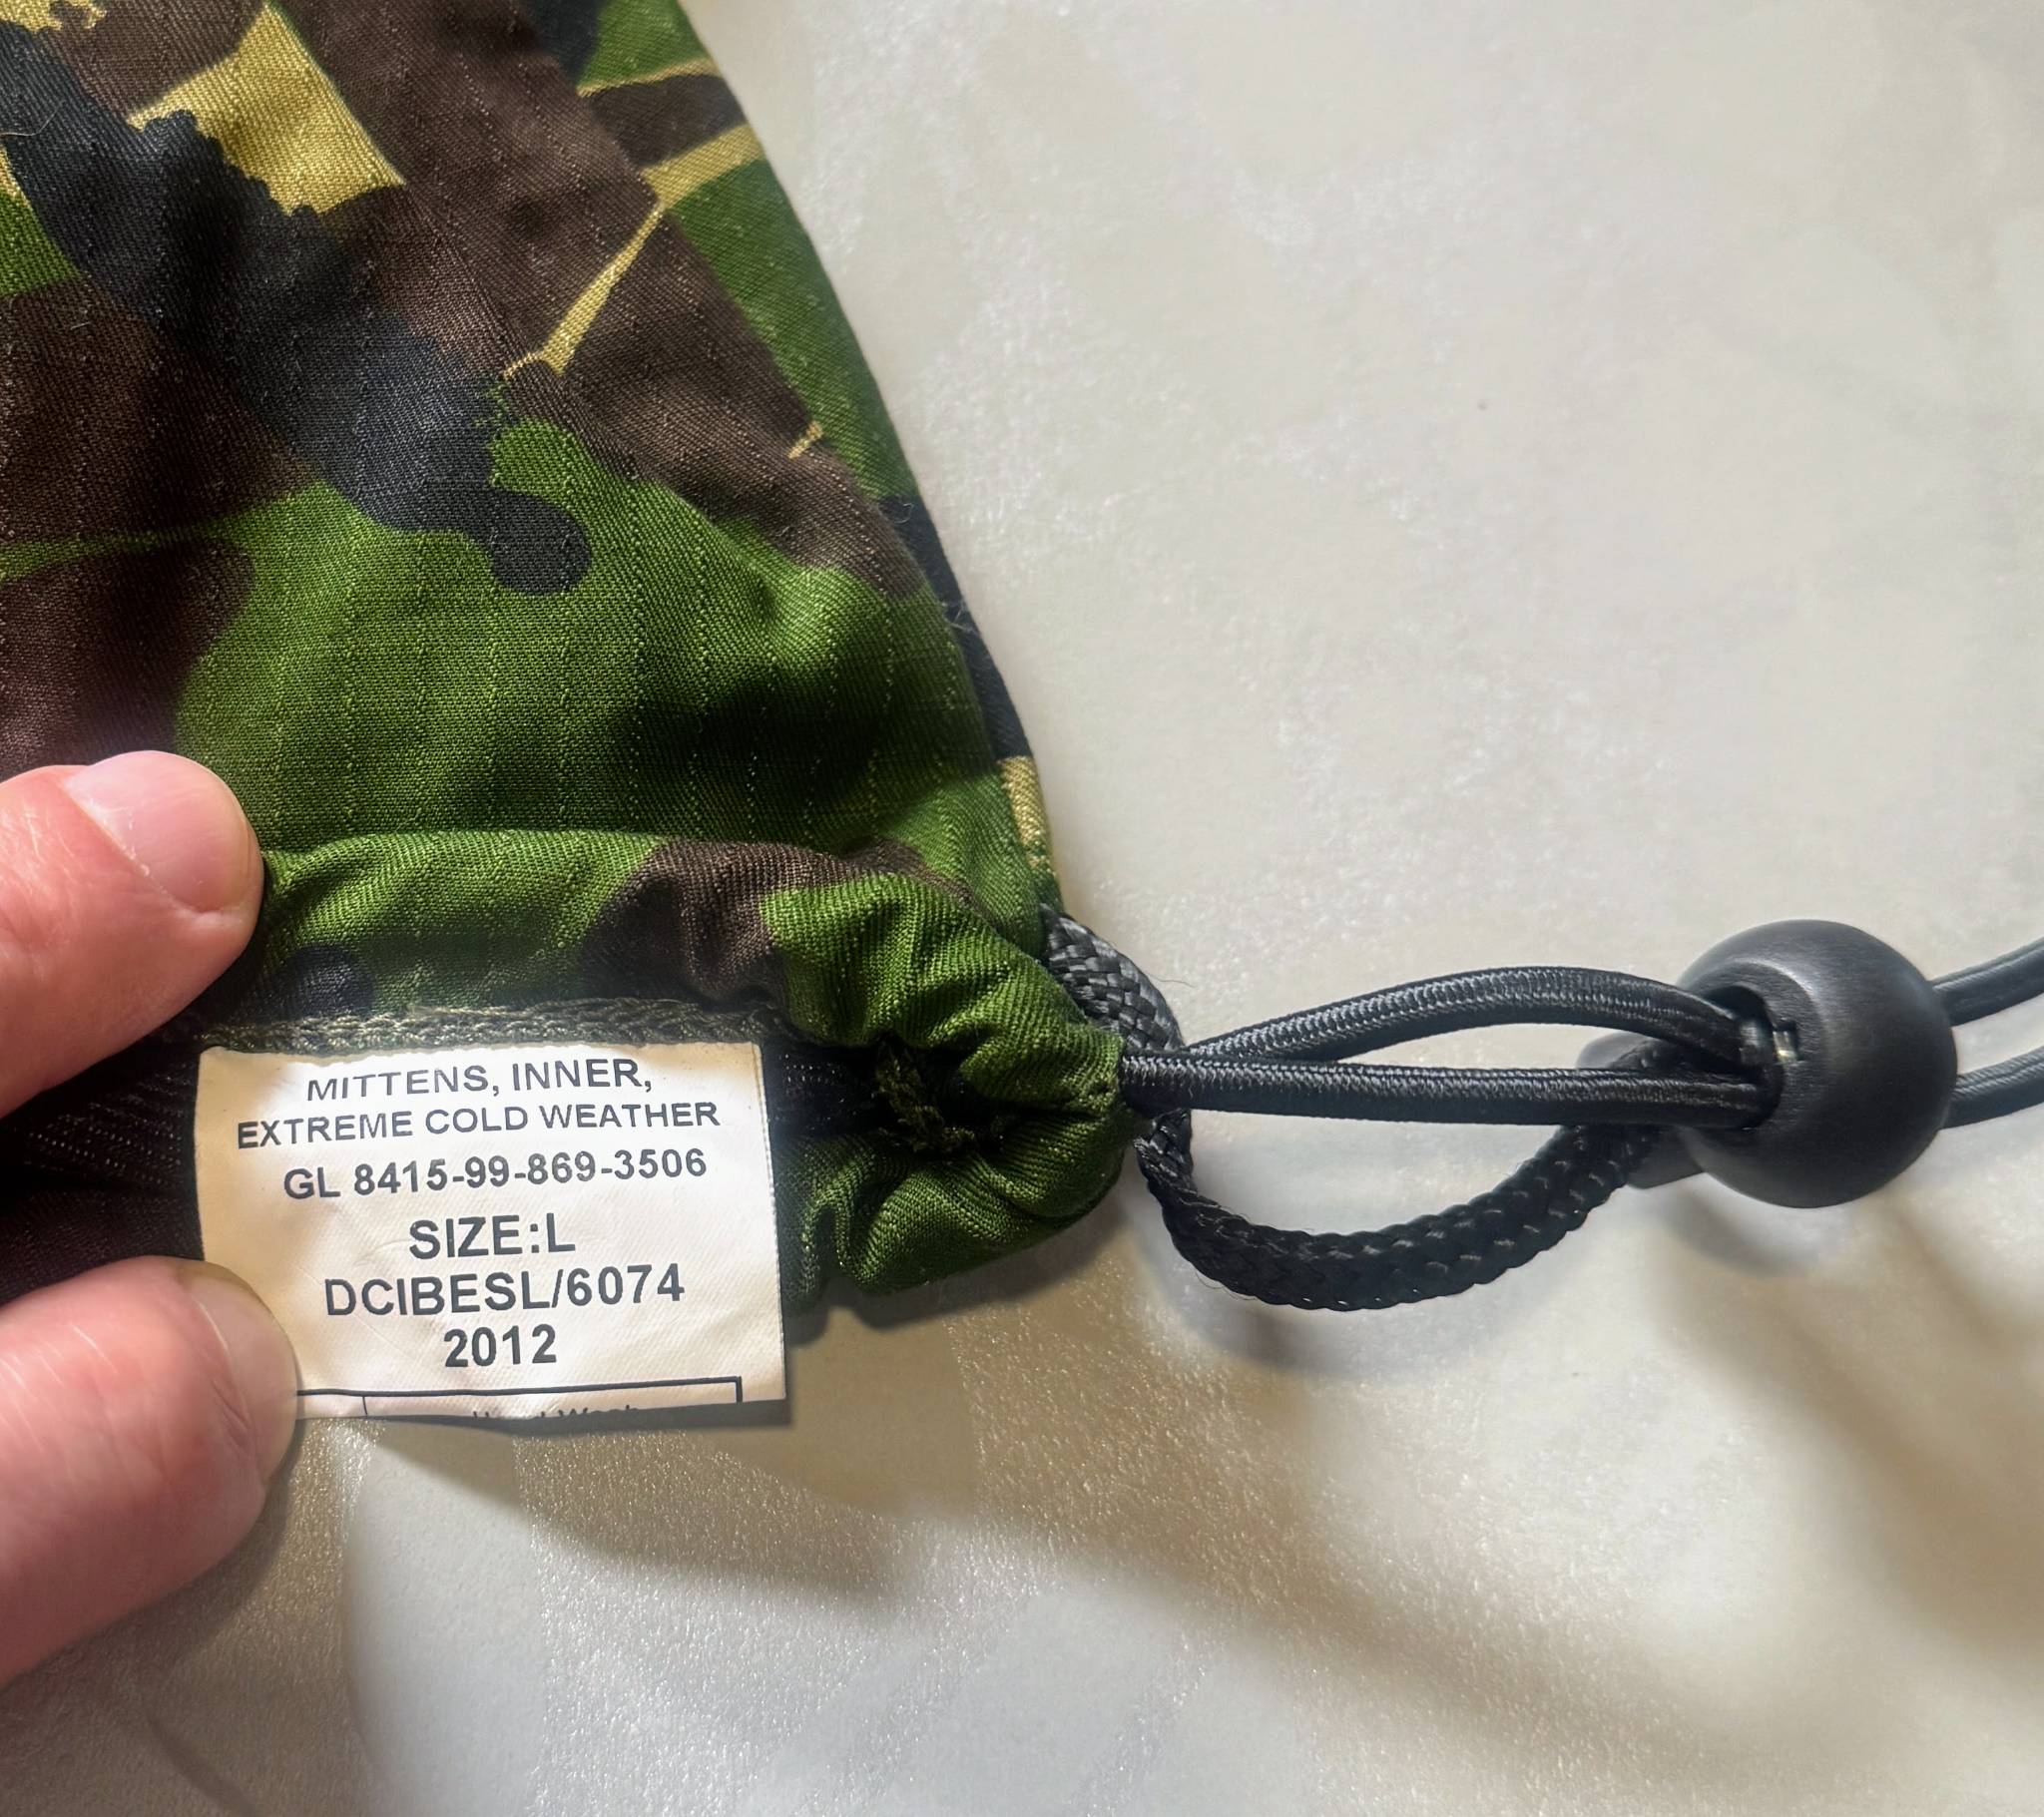 MITTENS, INNER,
EXTREME COLD WEATHER
GL 8415-99-869-3506
SIZE:L
DCIBESL/6074
2012